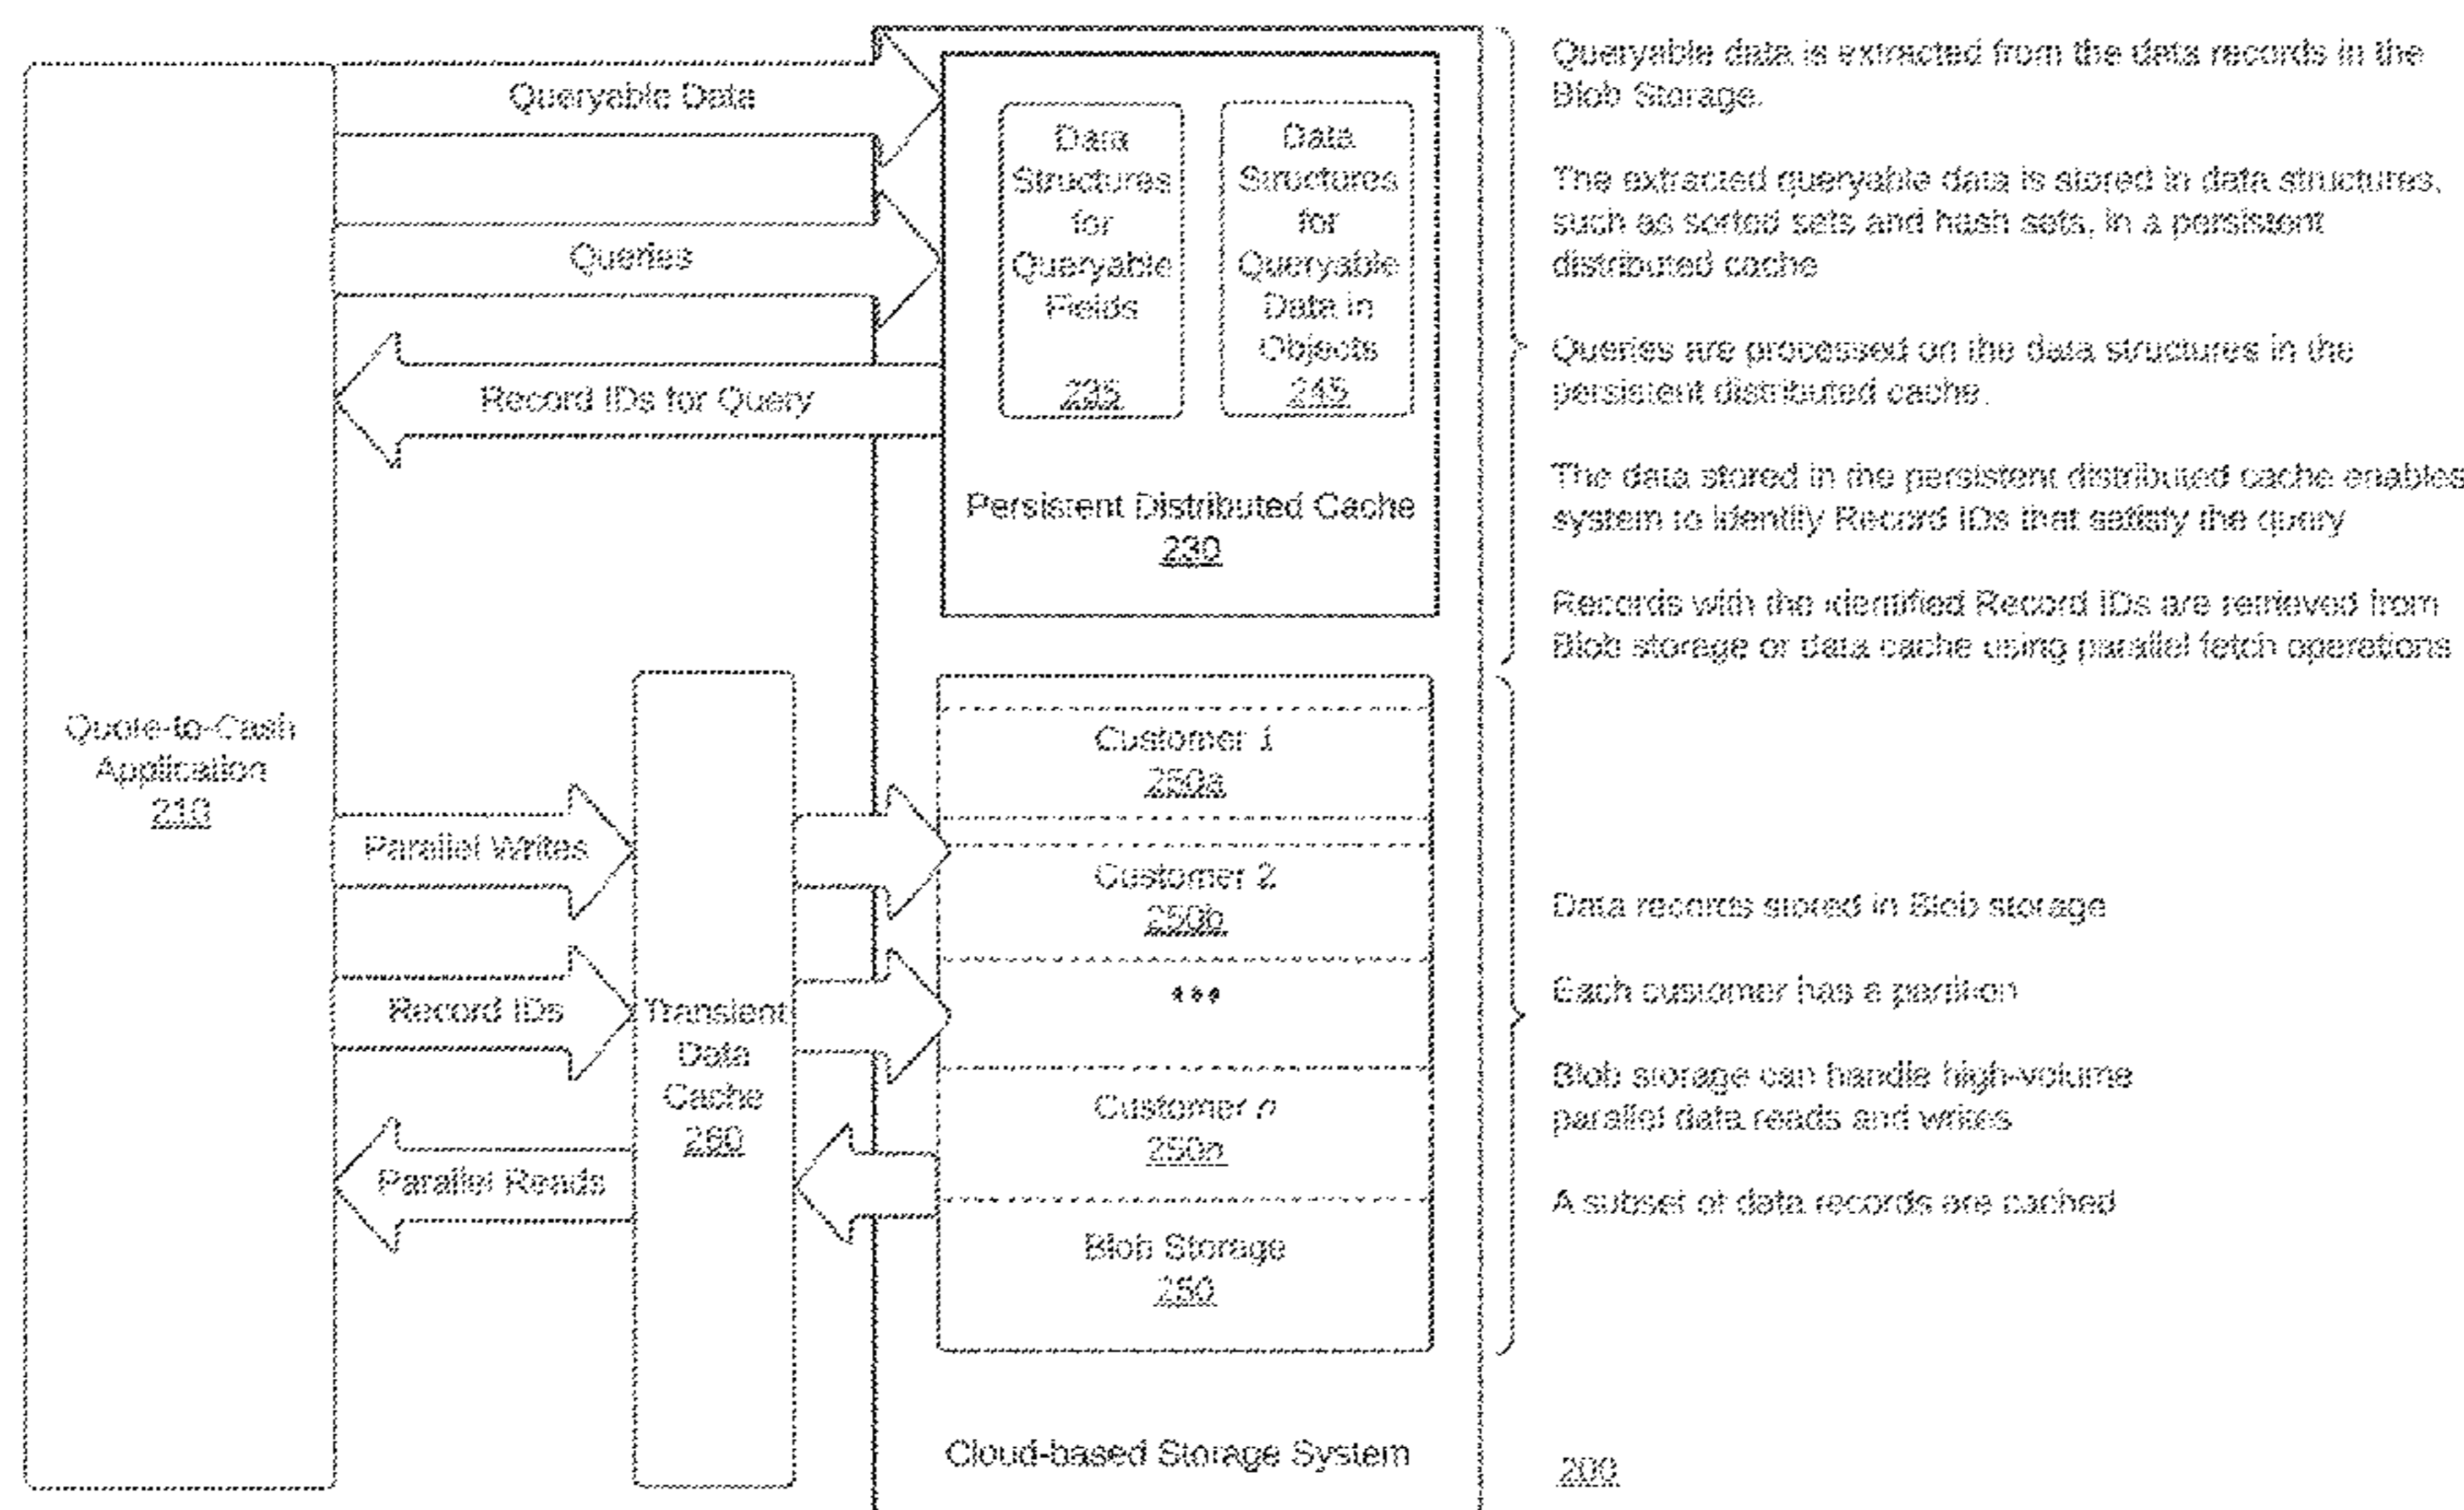 Queryable Data
Queries
Record IDs for Query
Data
Structures
for
Queryable
Fields
235
Data
Structures
for
Queryable
Data in
Objects
245
Persistent Distributed Cache
230
Quote-to-Cash
Application
210
Parallel Writes
Record IDs
Parallel Reads
Transient
Data
Cache
260
Customer 1
250a
Customer 2
250b
•••
Customer n
250n
Blob Storage
250
Cloud-based Storage System
Queryable data is extracted from the data records in the
Blob Storage.
The extracted queryable data is stored in data structures,
such as sorted sets and hash sets, in a persistent
distributed cache
Queries are processed on the data structures in the
persistent distributed cache.
The data stored in the persistent distributed cache enables
system to identify Record IDs that satisfy the query
Records with the identified Record IDs are retrieved from
Blob storage or data cache using parallel fetch operations
Data records stored in Blob storage
Each customer has a partition
Blob storage can handle high-volume
parallel data reads and writes
A subset of data records are cached
200